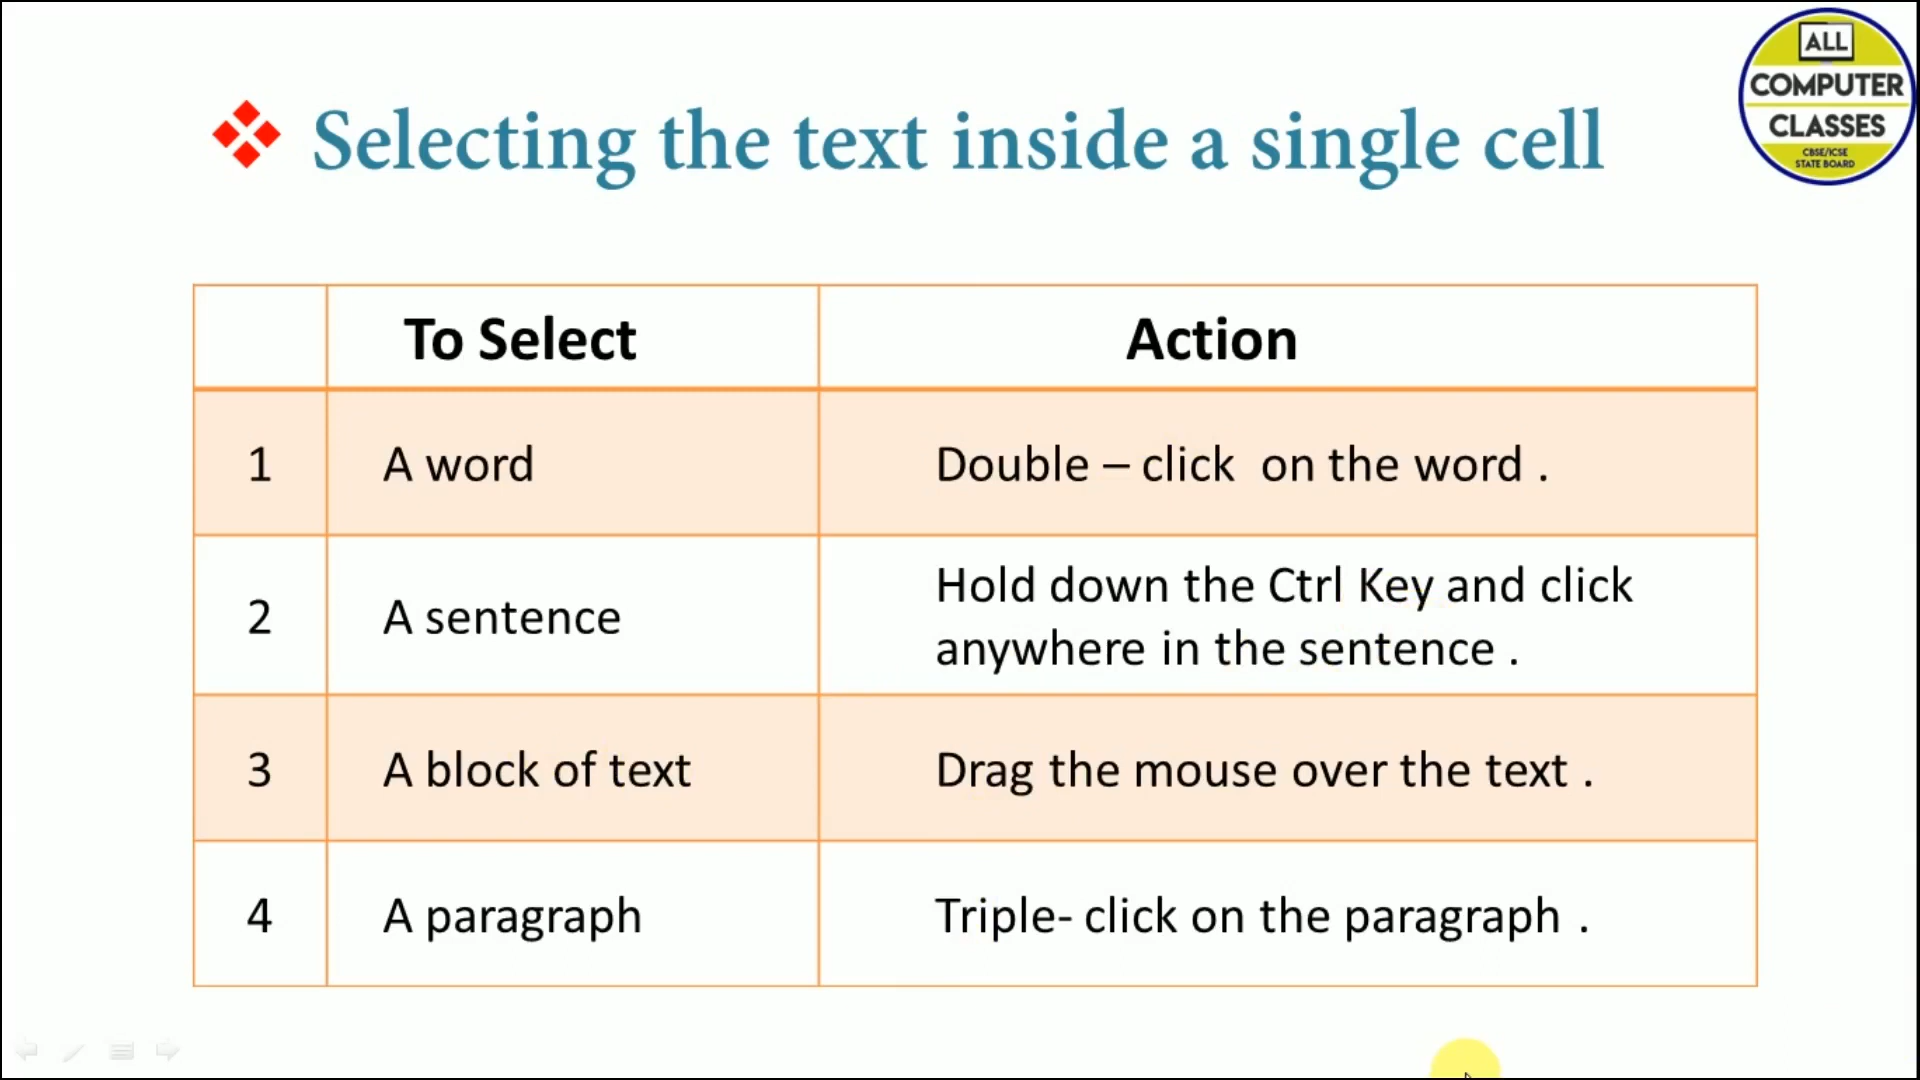 ALL
COMPUTER
CLASSES
CBSE/ICSE
STATE BOARD
Selecting the text inside a single cell
To Select Action
1 A word Double – click on the word .
2 A sentence Hold down the Ctrl Key and click
anywhere in the sentence .
3 A block of text Drag the mouse over the text .
4 A paragraph Triple- click on the paragraph .